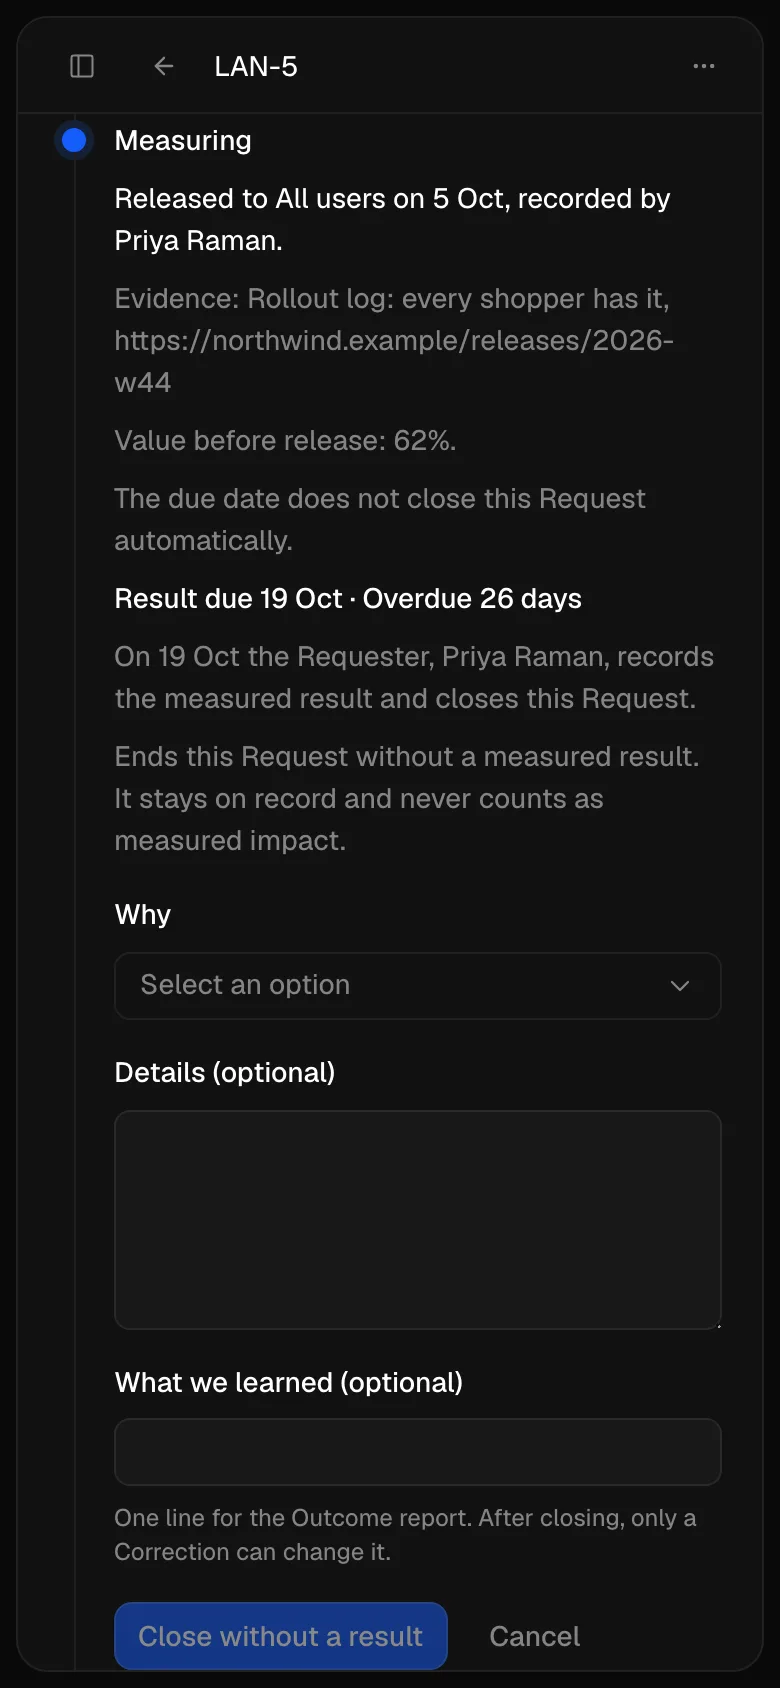 LAN-5
Measuring
Released to All users on 5 Oct, recorded by
Priya Raman.
Evidence: Rollout log: every shopper has it,
https://northwind.example/releases/2026-
w44
Value before release: 62%.
The due date does not close this Request
automatically.
Result due 19 Oct · Overdue 26 days
On 19 Oct the Requester, Priya Raman, records
the measured result and closes this Request.
Ends this Request without a measured result.
It stays on record and never counts as
measured impact.
Why
Select an option
Details (optional)
What we learned (optional)
One line for the Outcome report. After closing, only a
Correction can change it.
Close without a result
Cancel